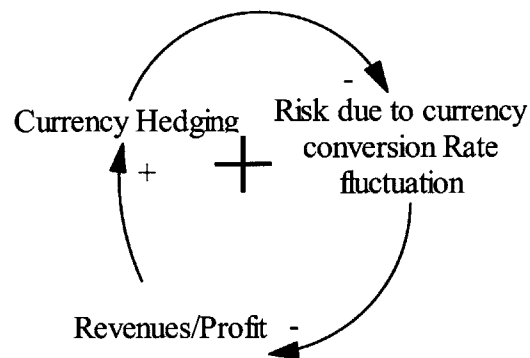 -
Currency Hedging
Risk due to currency
conversion Rate
fluctuation
+
+
Revenues/Profit -